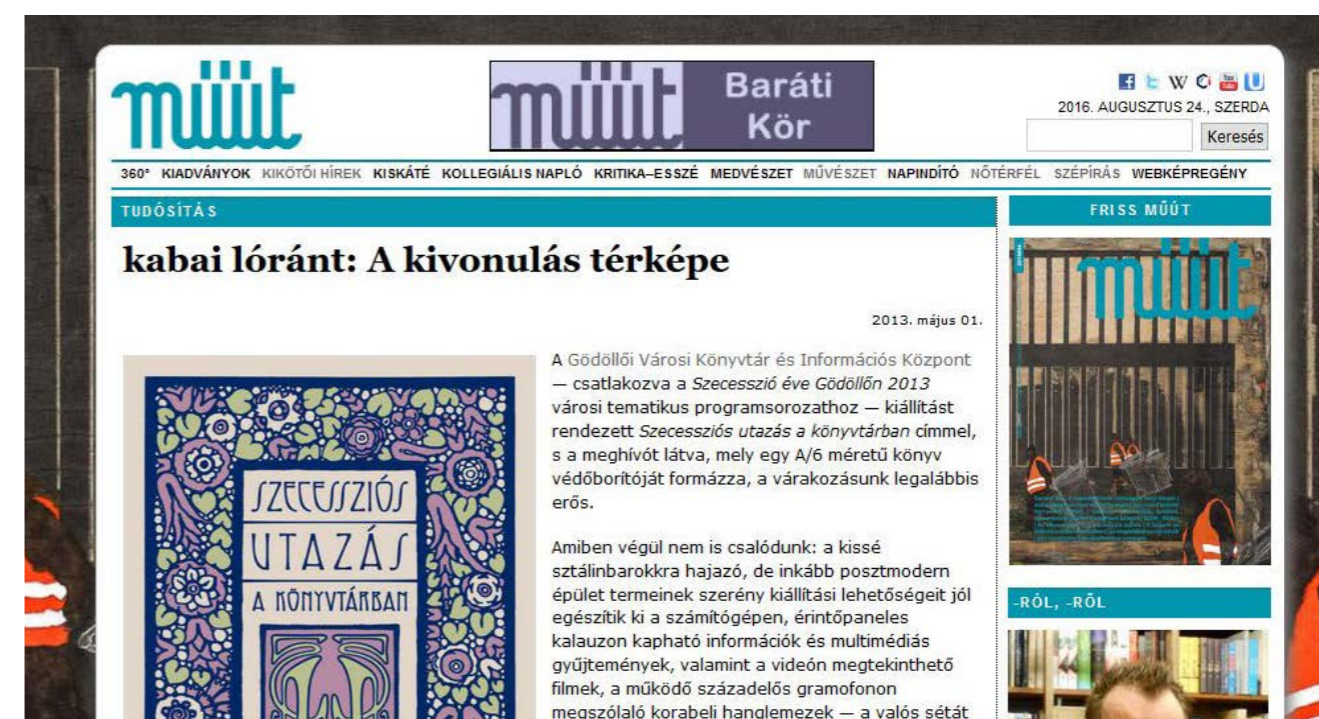 műút
műút
Baráti
Kör
2016. AUGUSZTUS 24., SZERDA
Keresés
360° KIADVÁNYOK KIKÖTŐI HÍREK KISKÁTÉ KOLLEGIÁLIS NAPLÓ KRITIKA–ESSZÉ MEDVÉSZET MŰVÉSZET NAPINDÍTÓ NŐTÉRFÉL SZÉPÍRÁS WEBKÉPREGÉNY
TUDÓSÍTÁS
kabai lóránt: A kivonulás térképe
2013. május 01.
SZECESSZIÓS
UTAZÁS
A KÖNYVTÁRBAN
A Gödöllői Városi Könyvtár és Információs Központ
— csatlakozva a Szecesszió éve Gödöllőn 2013
városi tematikus programsorozathoz — kiállítást
rendezett Szecessziós utazás a könyvtárban címmel,
s a meghívót látva, mely egy A/6 méretű könyv
védőborítóját formázza, a várakozásunk legalábbis
erős.
Amiben végül nem is csalódunk: a kissé
sztálinbarokkra hajazó, de inkább posztmodern
épület termeinek szerény kiállítási lehetőségeit jól
egészítik ki a számítógépen, érintőpaneles
kalauzon kapható információk és multimédiás
gyűjtemények, valamint a videón megtekinthető
filmek, a működő századelős gramofonon
megszólaló korabeli hanglemezek — a valós sétát
FRISS MŰÚT
műút
-RÓL, -RŐL